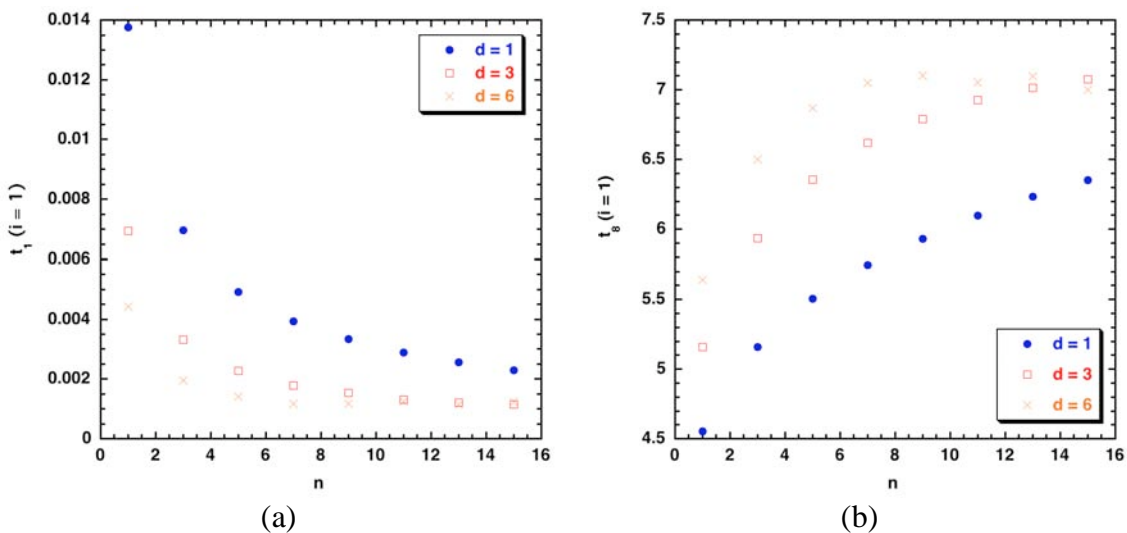 0.014
0.012
0.01
0.008
0.006
0.004
0.002
0
t1 (i = 1)
0 2 4 6 8 10 12 14 16
n
d = 1
d = 3
d = 6
(a)
7.5
7
6.5
6
5.5
5
4.5
t8 (i = 1)
0 2 4 6 8 10 12 14 16
n
d = 1
d = 3
d = 6
(b)